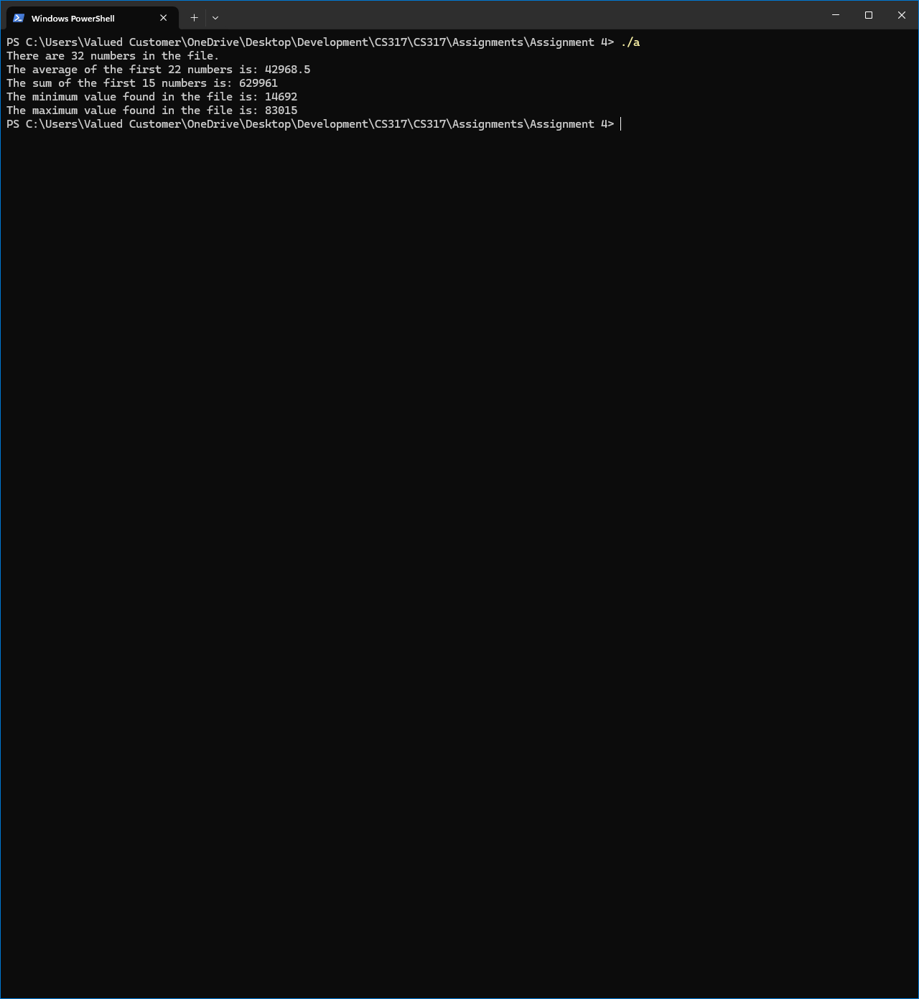 Windows PowerShell
PS C:\Users\Valued Customer\OneDrive\Desktop\Development\CS317\CS317\Assignments\Assignment 4> ./a
There are 32 numbers in the file.
The average of the first 22 numbers is: 42968.5
The sum of the first 15 numbers is: 629961
The minimum value found in the file is: 14692
The maximum value found in the file is: 83015
PS C:\Users\Valued Customer\OneDrive\Desktop\Development\CS317\CS317\Assignments\Assignment 4>